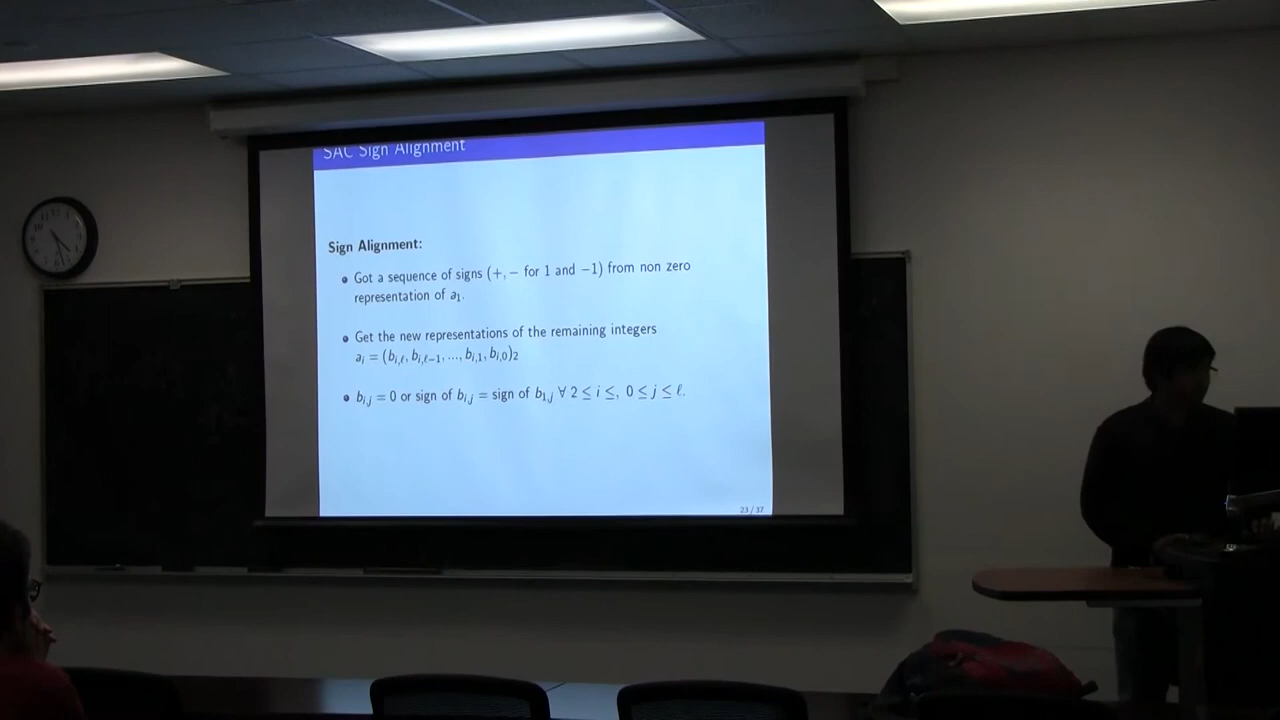 SAC Sign Alignment
Sign Alignment:
• Got a sequence of signs (+, − for 1 and −1) from non zero
representation of a₁.
• Get the new representations of the remaining integers
aᵢ = (bᵢ,ℓ, bᵢ,ℓ₋₁, ..., bᵢ,₁, bᵢ,₀)₂
• bᵢ,ⱼ = 0 or sign of bᵢ,ⱼ = sign of b₁,ⱼ ∀ 2 ≤ i ≤, 0 ≤ j ≤ ℓ.
23 / 37